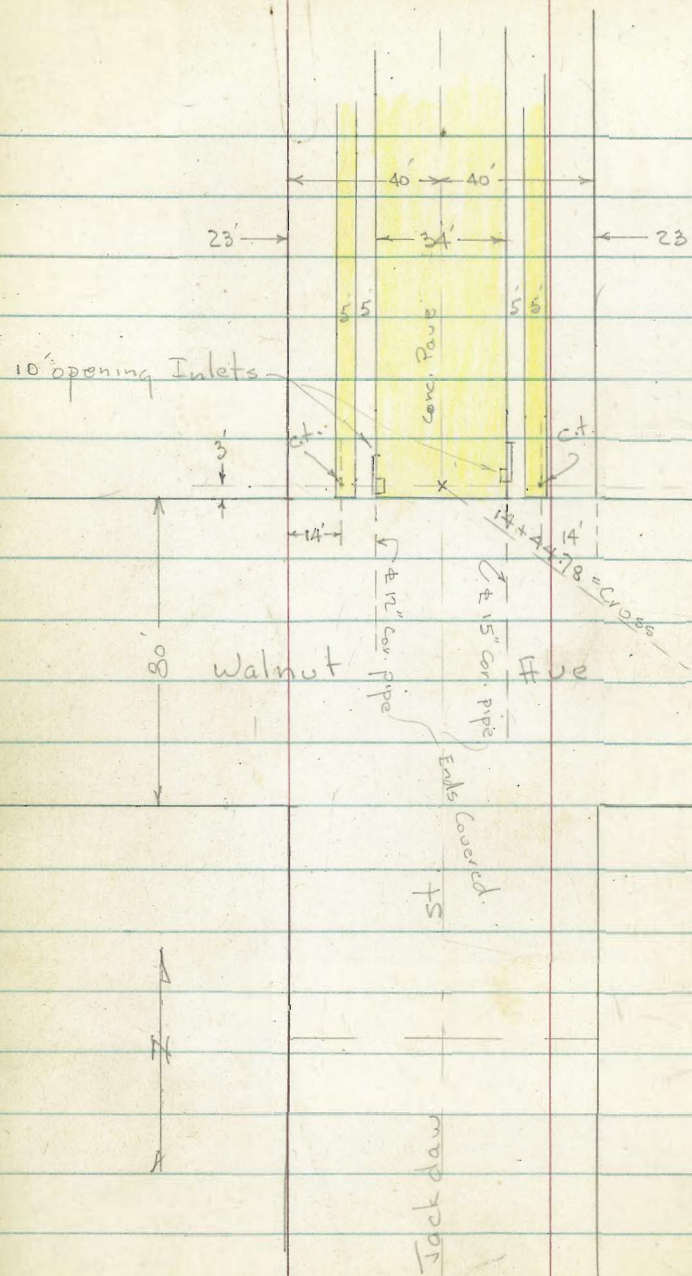 40' 40'
23' 34' 23
5' 5' 5' 5'
Conc. Pave
10' opening Inlets
3'
14'
14+44.78 = Cross
14'
80'
Walnut Ave
12" Cor. pipe
15" Cor. pipe
Ends Covered.
St
N
Jackdaw